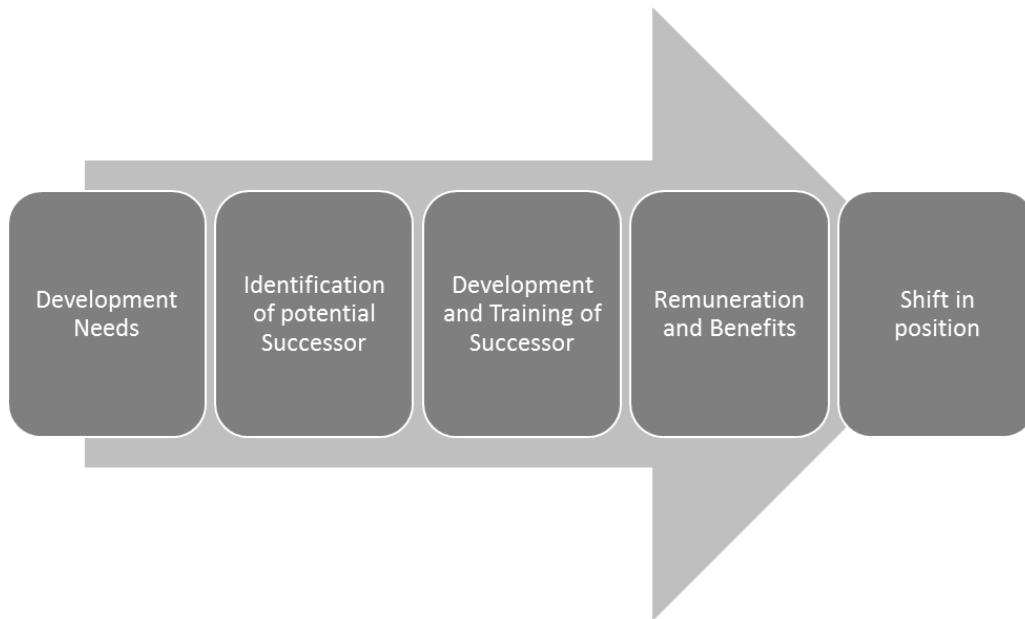 Development
Needs
Identification
of potential
Successor
Development
and Training of
Successor
Remuneration
and Benefits
Shift in
position